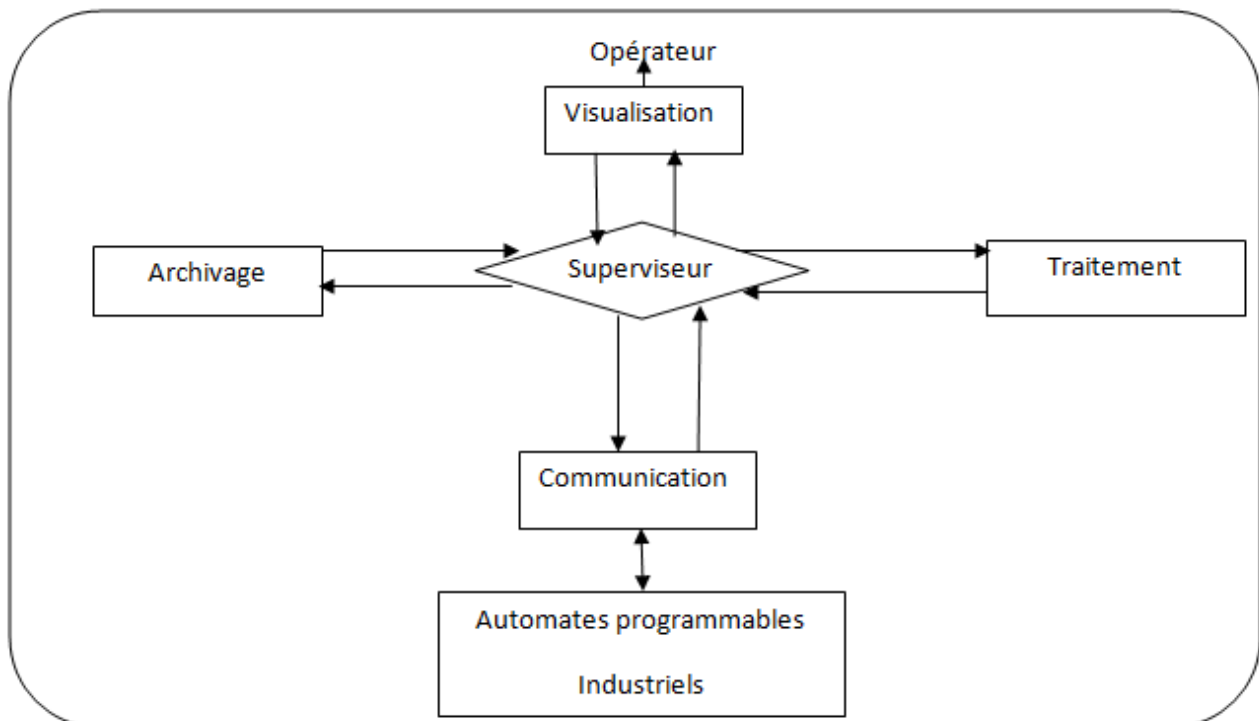 Opérateur
Visualisation
Archivage
Superviseur
Traitement
Communication
Automates programmables
Industriels